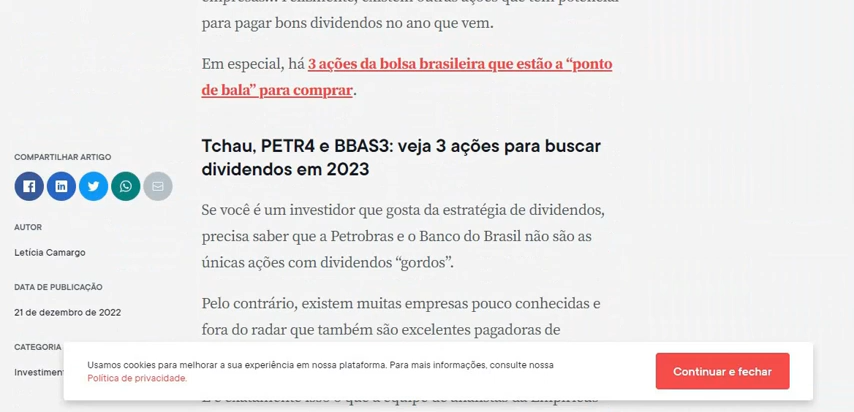 para pagar bons dividendos no ano que vem.
Em especial, há 3 ações da bolsa brasileira que estão a “ponto
de bala” para comprar.
COMPARTILHAR ARTIGO
AUTOR
Letícia Camargo
DATA DE PUBLICAÇÃO
21 de dezembro de 2022
CATEGORIA
Tchau, PETR4 e BBAS3: veja 3 ações para buscar
dividendos em 2023
Se você é um investidor que gosta da estratégia de dividendos,
precisa saber que a Petrobras e o Banco do Brasil não são as
únicas ações com dividendos “gordos”.
Pelo contrário, existem muitas empresas pouco conhecidas e
fora do radar que também são excelentes pagadoras de
Usamos cookies para melhorar a sua experiência em nossa plataforma. Para mais informações, consulte nossa
Política de privacidade.
Continuar e fechar